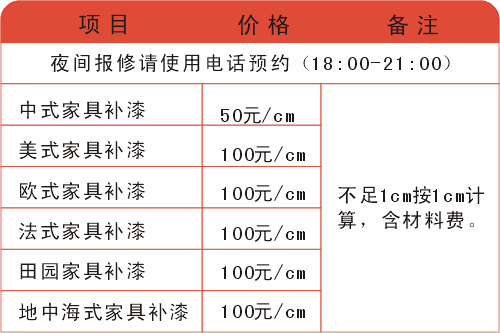 项目 价格 备注
夜间报修请使用电话预约（18:00-21:00）
中式家具补漆 50元/cm
美式家具补漆 100元/cm
欧式家具补漆 100元/cm
法式家具补漆 100元/cm
田园家具补漆 100元/cm
地中海式家具补漆 100元/cm
不足1cm按1cm计
算，含材料费。